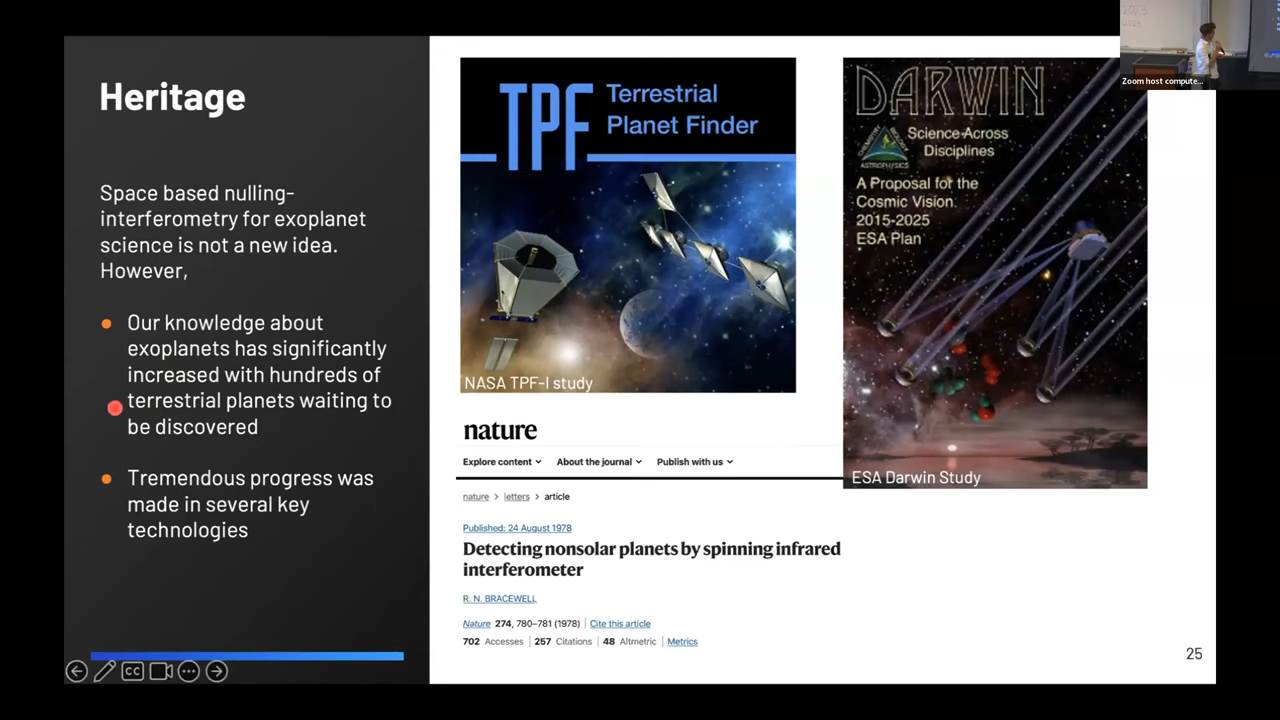 Heritage
Space based nulling-
interferometry for exoplanet
science is not a new idea.
However,
Our knowledge about
exoplanets has significantly
increased with hundreds of
terrestrial planets waiting to
be discovered
Tremendous progress was
made in several key
technologies
TPF
Terrestrial
Planet Finder
NASA TPF-I study
DARWIN
Science Across
Disciplines
CHEMISTRY BIOLOGY
ASTROPHYSICS
A Proposal for the
Cosmic Vision
2015-2025
ESA Plan
ESA Darwin Study
nature
Explore content About the journal Publish with us
nature > letters > article
Published: 24 August 1978
Detecting nonsolar planets by spinning infrared
interferometer
R. N. BRACEWELL
Nature 274, 780–781 (1978) | Cite this article
702 Accesses | 257 Citations | 48 Altmetric | Metrics
25
CC
Zoom host compute...